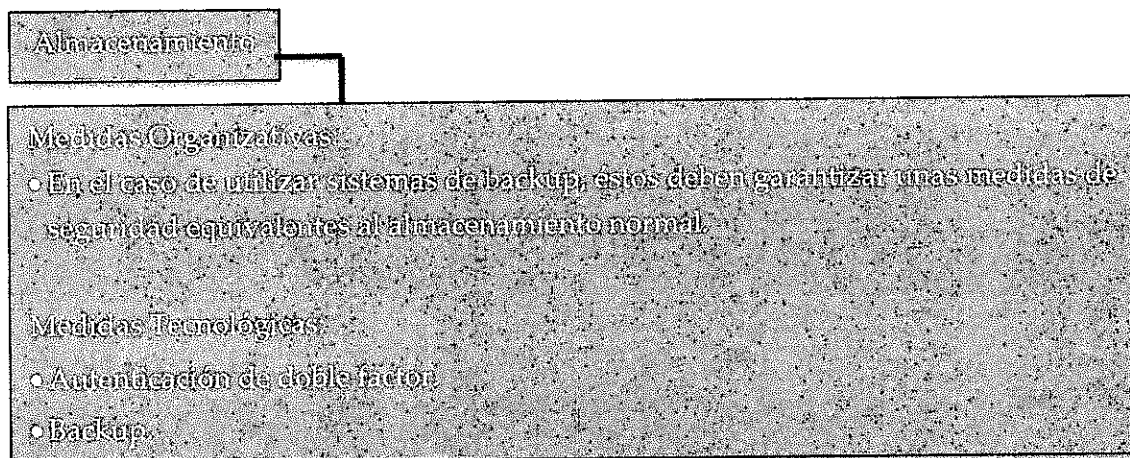 Almacenamiento
Medidas Organizativas:
• En el caso de utilizar sistemas de backup, éstos deben garantizar unas medidas de
seguridad equivalentes al almacenamiento normal.
Medidas Tecnológicas:
• Autenticación de doble factor.
• Backup.